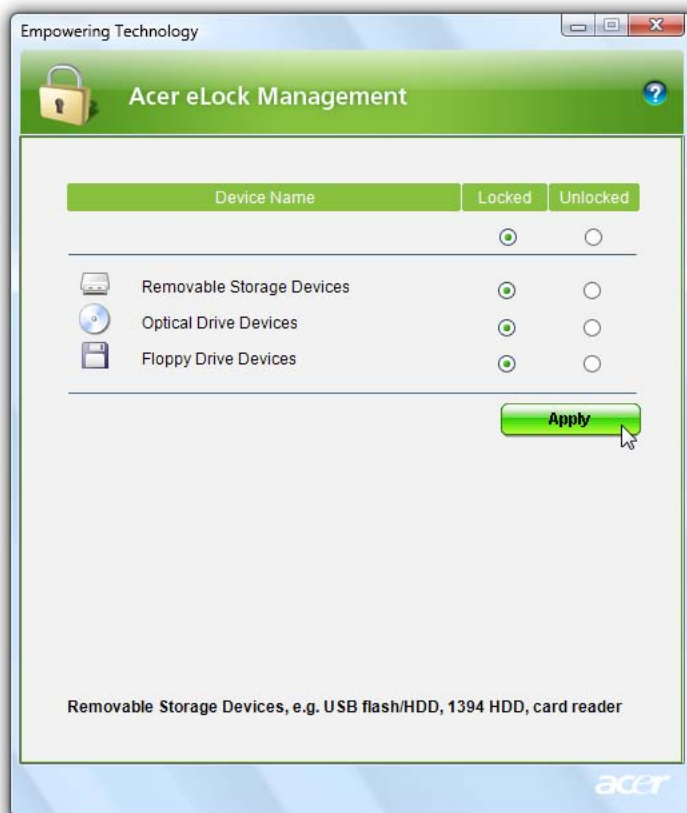 Empowering Technology
Acer eLock Management
?
Device Name Locked Unlocked
Removable Storage Devices
Optical Drive Devices
Floppy Drive Devices
Apply
Removable Storage Devices, e.g. USB flash/HDD, 1394 HDD, card reader
acer